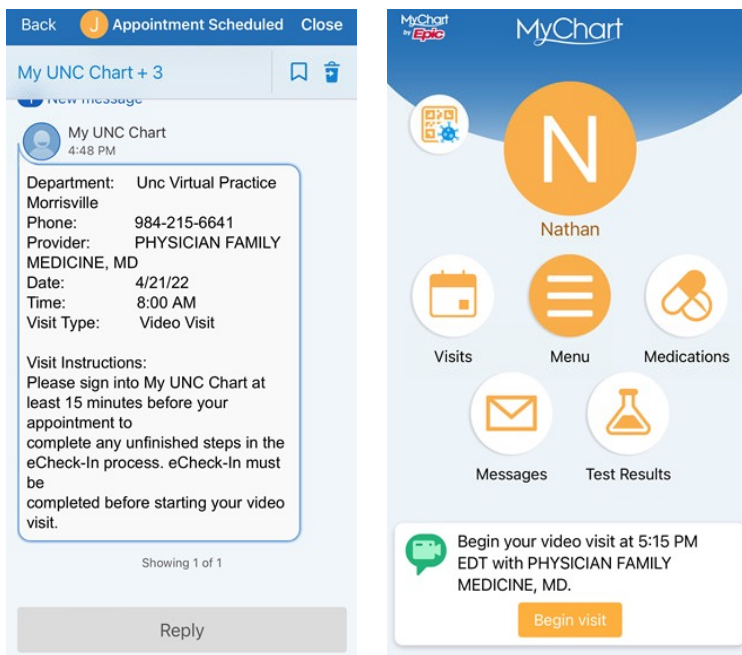 Back
J
Appointment Scheduled
Close
My UNC Chart + 3
New message
My UNC Chart
4:48 PM
Department: Unc Virtual Practice
Morrisville
Phone: 984-215-6641
Provider: PHYSICIAN FAMILY
MEDICINE, MD
Date: 4/21/22
Time: 8:00 AM
Visit Type: Video Visit
Visit Instructions:
Please sign into My UNC Chart at
least 15 minutes before your
appointment to
complete any unfinished steps in the
eCheck-In process. eCheck-In must
be
completed before starting your video
visit.
Showing 1 of 1
Reply
MyChart
by Epic
MyChart
N
Nathan
Visits
Menu
Medications
Messages
Test Results
Begin your video visit at 5:15 PM
EDT with PHYSICIAN FAMILY
MEDICINE, MD.
Begin visit